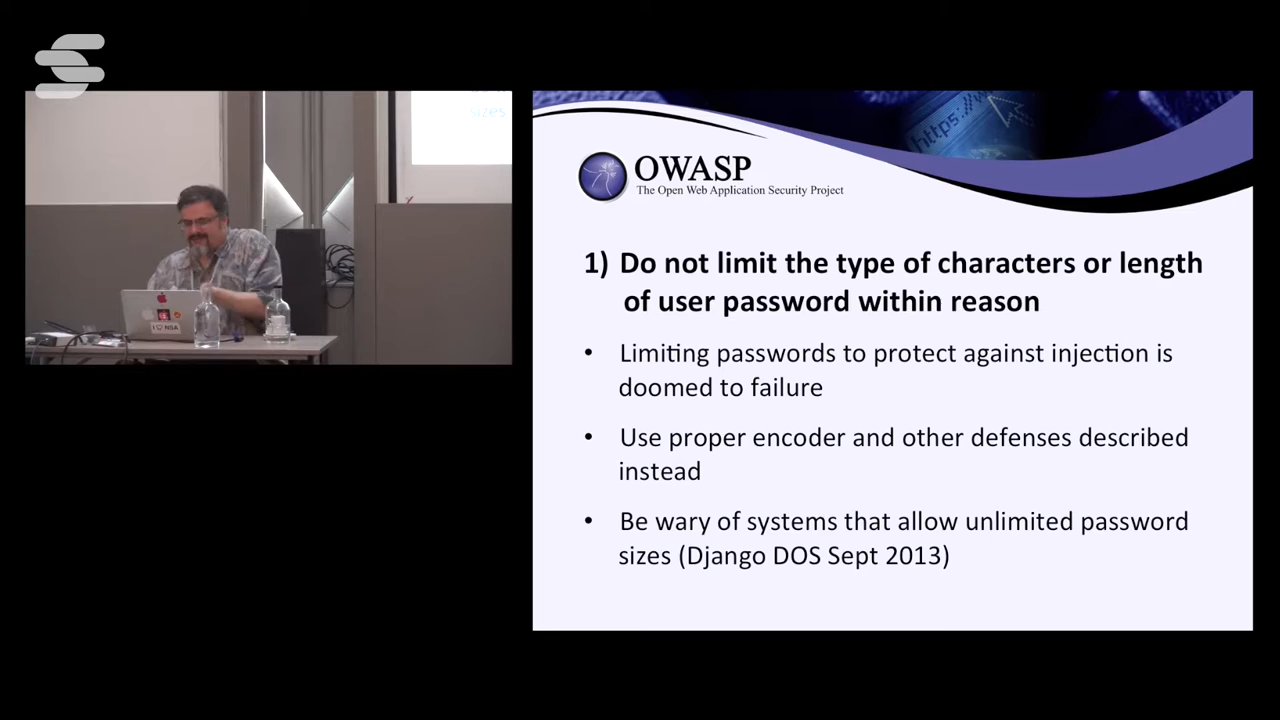 sizes
I ♡ NSA
https://
OWASP
The Open Web Application Security Project
1) Do not limit the type of characters or length
of user password within reason
• Limiting passwords to protect against injection is
doomed to failure
• Use proper encoder and other defenses described
instead
• Be wary of systems that allow unlimited password
sizes (Django DOS Sept 2013)